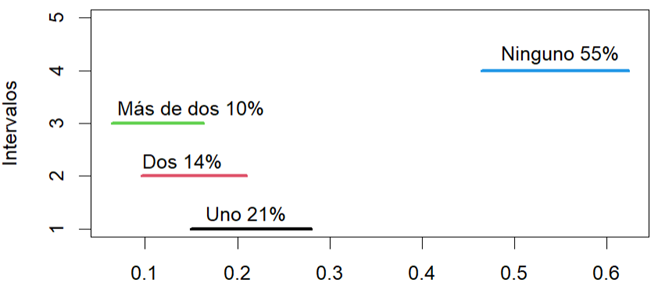 5
Ninguno 55%
4
Más de dos 10%
3
Dos 14%
2
Uno 21%
1
Intervalos
0.1 0.2 0.3 0.4 0.5 0.6